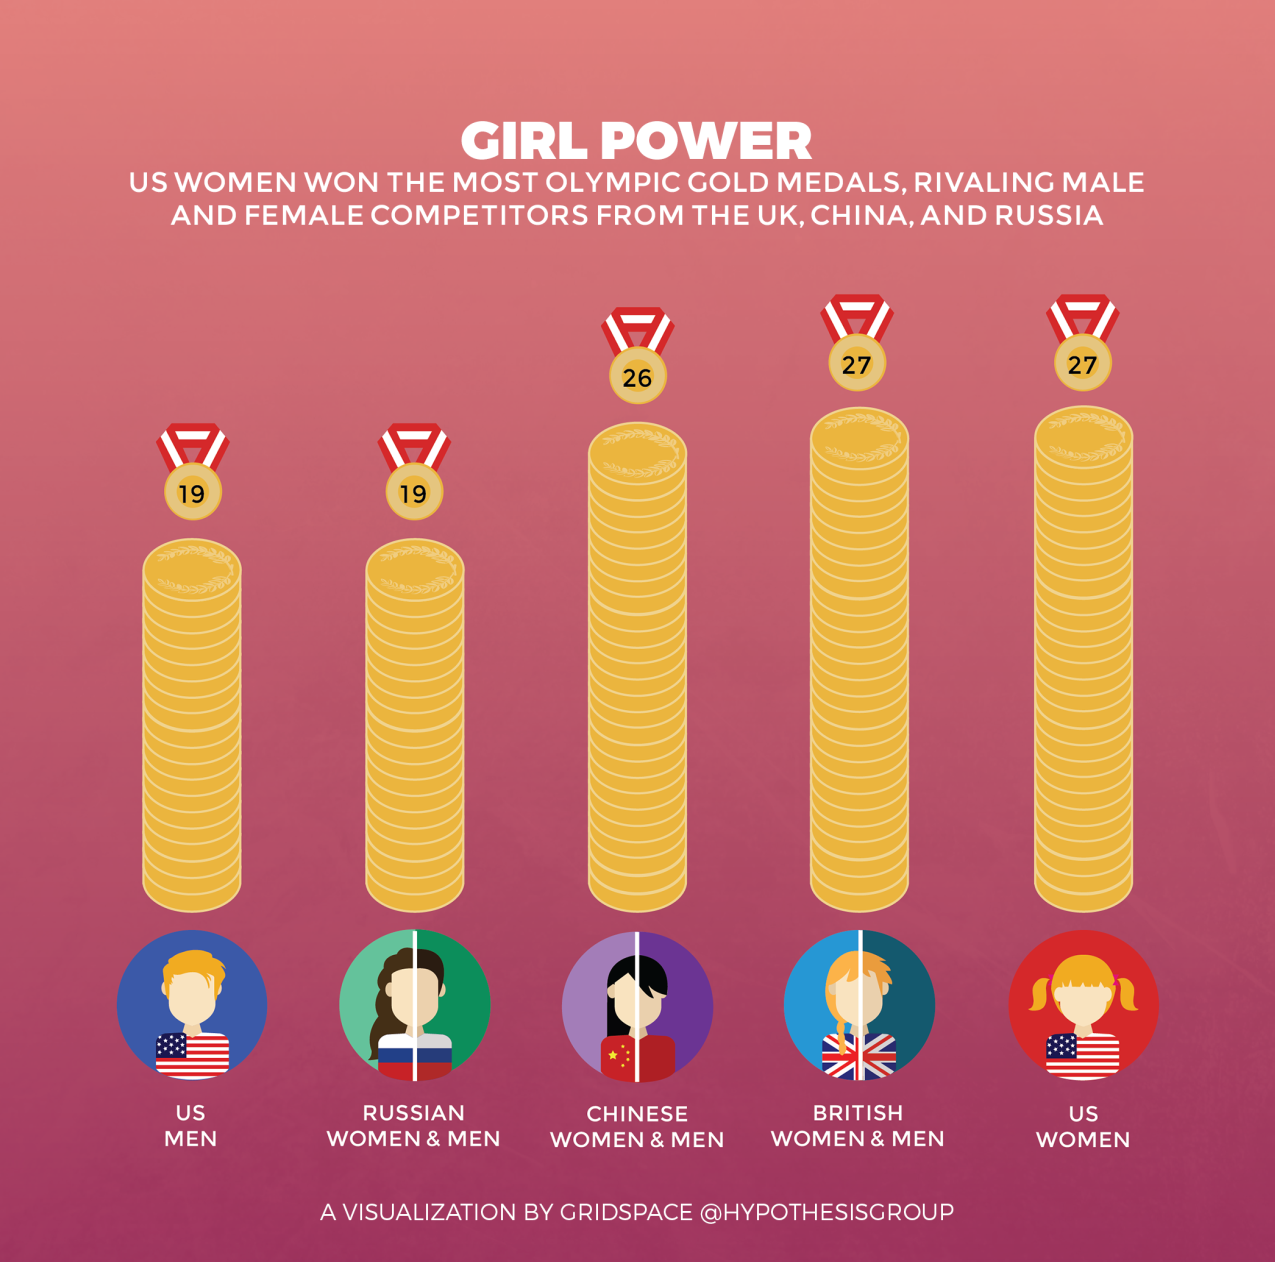 GIRL POWER
US WOMEN WON THE MOST OLYMPIC GOLD MEDALS, RIVALING MALE
AND FEMALE COMPETITORS FROM THE UK, CHINA, AND RUSSIA
19
19
26
27
27
US
MEN
RUSSIAN
WOMEN & MEN
CHINESE
WOMEN & MEN
BRITISH
WOMEN & MEN
US
WOMEN
A VISUALIZATION BY GRIDSPACE @HYPOTHESISGROUP